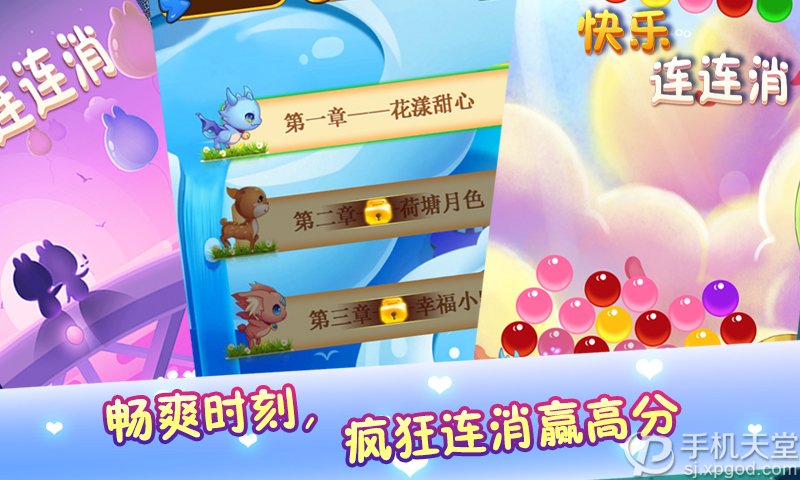 连连消
第一章——花漾甜心
第二章 荷塘月色
第三章 幸福小
快乐
连连消
畅爽时刻，
疯狂连消赢高分
手机天堂
sj.xpgod.com